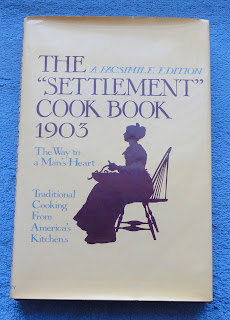 THE
A FACSIMILE EDITION
"SETTLEMENT"
COOK BOOK
1903
The Way to
a Man's Heart
Traditional
Cooking
From
America's
Kitchens